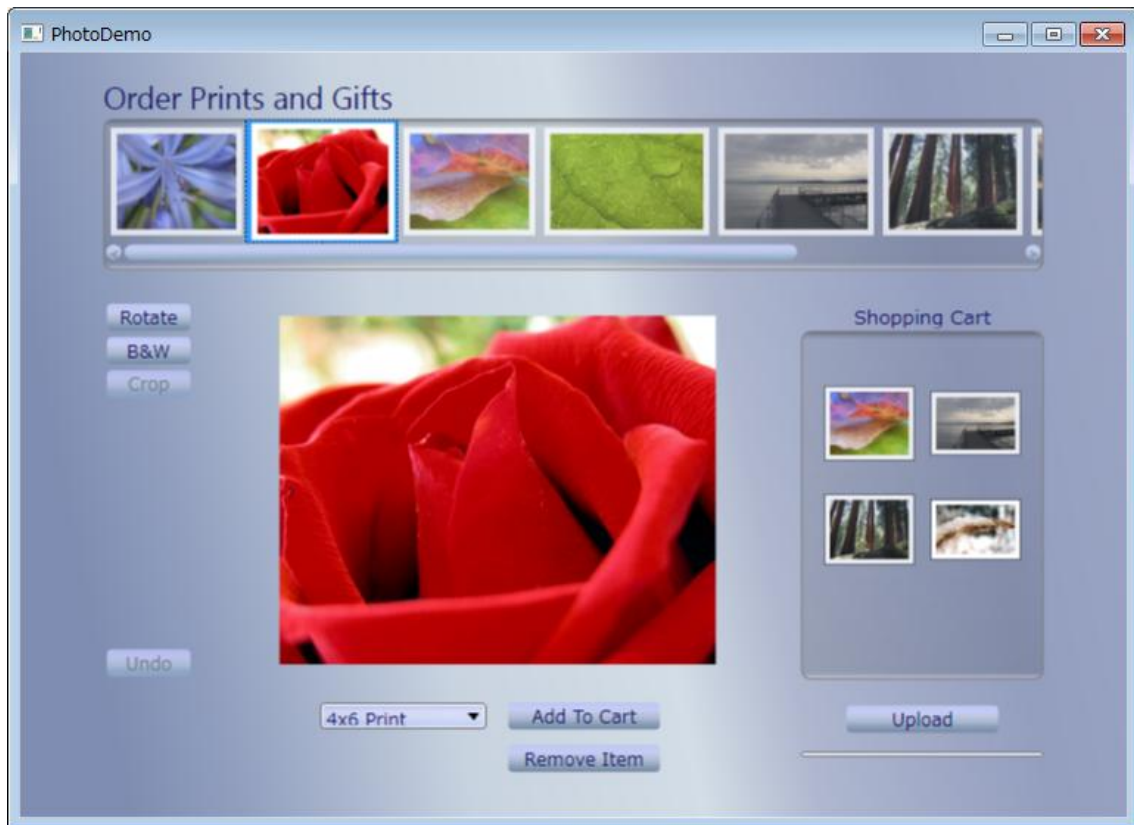 PhotoDemo
Order Prints and Gifts
Rotate
B&W
Crop
Shopping Cart
Undo
4x6 Print
Add To Cart
Upload
Remove Item